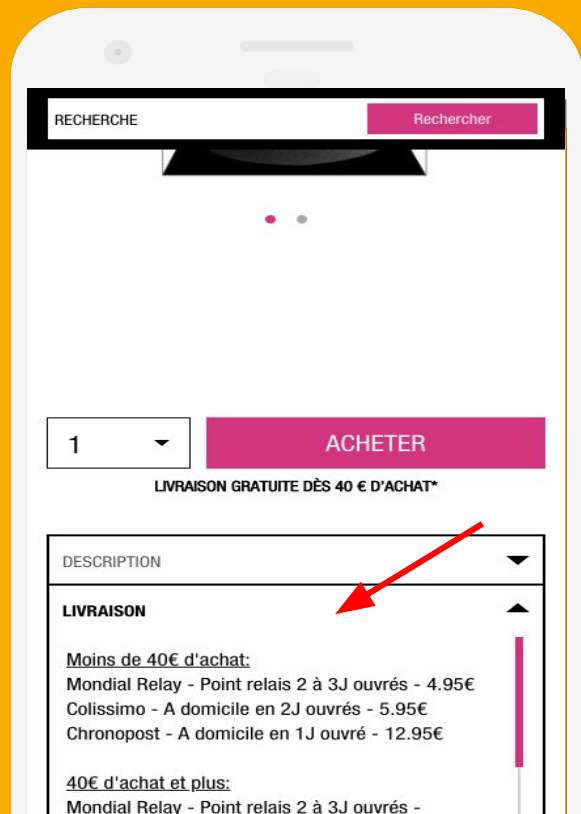 RECHERCHE
Rechercher
1
ACHETER
LIVRAISON GRATUITE DÈS 40 € D'ACHAT*
DESCRIPTION
LIVRAISON
Moins de 40€ d'achat:
Mondial Relay - Point relais 2 à 3J ouvrés - 4.95€
Colissimo - A domicile en 2J ouvrés - 5.95€
Chronopost - A domicile en 1J ouvré - 12.95€
40€ d'achat et plus:
Mondial Relay - Point relais 2 à 3J ouvrés -